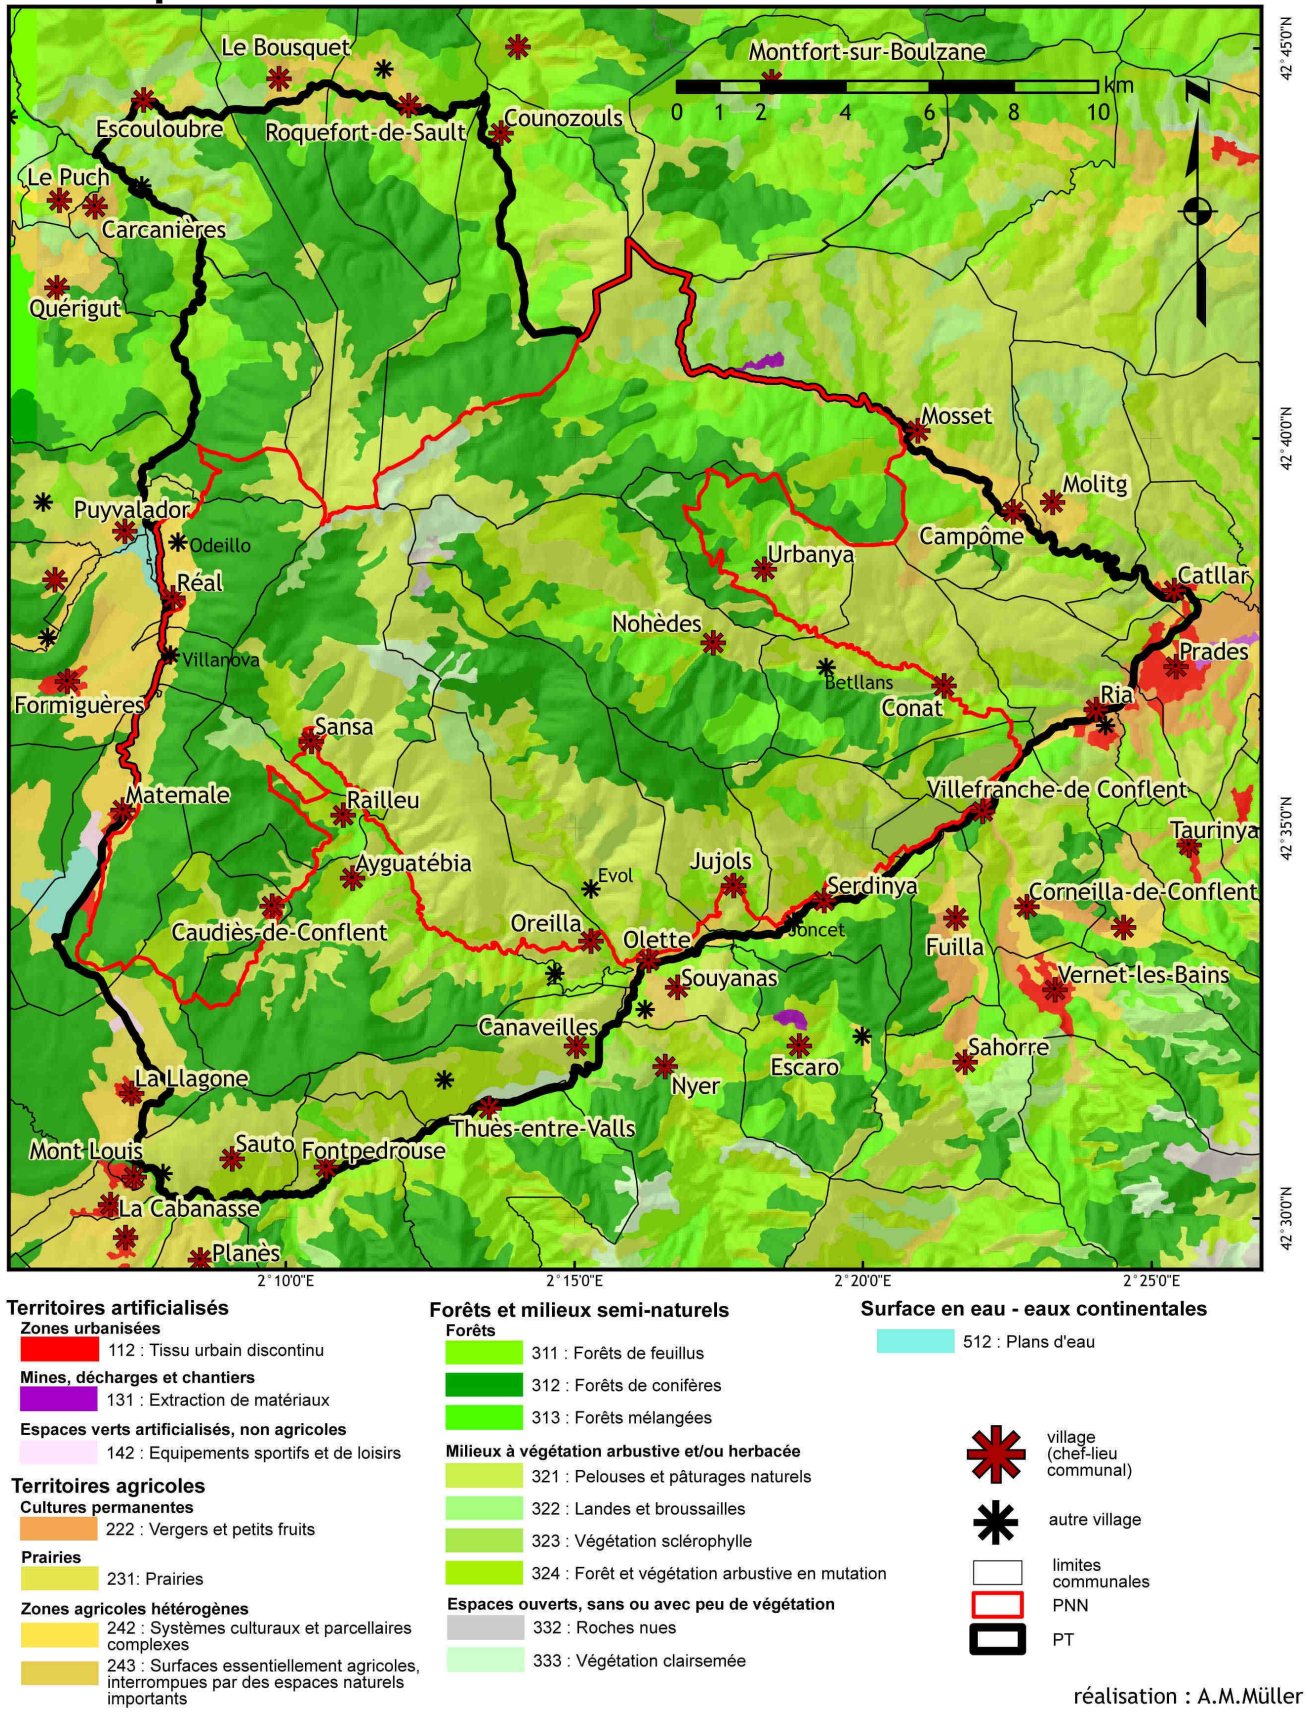 Le Bousquet
Montfort-sur-Boulzane
42°45'0"N
0 1 2 4 6 8 10 km
N
Escouloubre
Roquefort-de-Sault
Counozouls
Le Puch
Carcanières
Quérigut
Mosset
42°40'0"N
Molitg
Puyvalador
Campôme
Odeillo
Urbanya
Catllar
Réal
Nohèdes
Prades
Villanova
Betllans
Formiguères
Conat
Ria
Sansa
Matemale
Railleu
Villefranche-de Conflent
42°35'0"N
Taurinya
Ayguatébia
Evol
Jujols
Serdinya
Corneilla-de-Conflent
Caudiès-de-Conflent
Oreilla
Olette
Joncet
Fuilla
Souyanas
Vernet-les-Bains
Canaveilles
Escaro
Sahorre
La Llagone
Nyer
Thuès-entre-Valls
Mont Louis
Sauto
Fontpedrouse
La Cabanasse
42°30'0"N
Planès
2°10'0"E
2°15'0"E
2°20'0"E
2°25'0"E
Territoires artificialisés
Zones urbanisées
112 : Tissu urbain discontinu
Mines, décharges et chantiers
131 : Extraction de matériaux
Espaces verts artificialisés, non agricoles
142 : Equipements sportifs et de loisirs
Territoires agricoles
Cultures permanentes
222 : Vergers et petits fruits
Prairies
231: Prairies
Zones agricoles hétérogènes
242 : Systèmes culturaux et parcellaires
complexes
243 : Surfaces essentiellement agricoles,
interrompues par des espaces naturels
importants
Forêts et milieux semi-naturels
Forêts
311 : Forêts de feuillus
312 : Forêts de conifères
313 : Forêts mélangées
Milieux à végétation arbustive et/ou herbacée
321 : Pelouses et pâturages naturels
322 : Landes et broussailles
323 : Végétation sclérophylle
324 : Forêt et végétation arbustive en mutation
Espaces ouverts, sans ou avec peu de végétation
332 : Roches nues
333 : Végétation clairsemée
Surface en eau - eaux continentales
512 : Plans d'eau
village
(chef-lieu
communal)
autre village
limites
communales
PNN
PT
réalisation : A.M.Müller